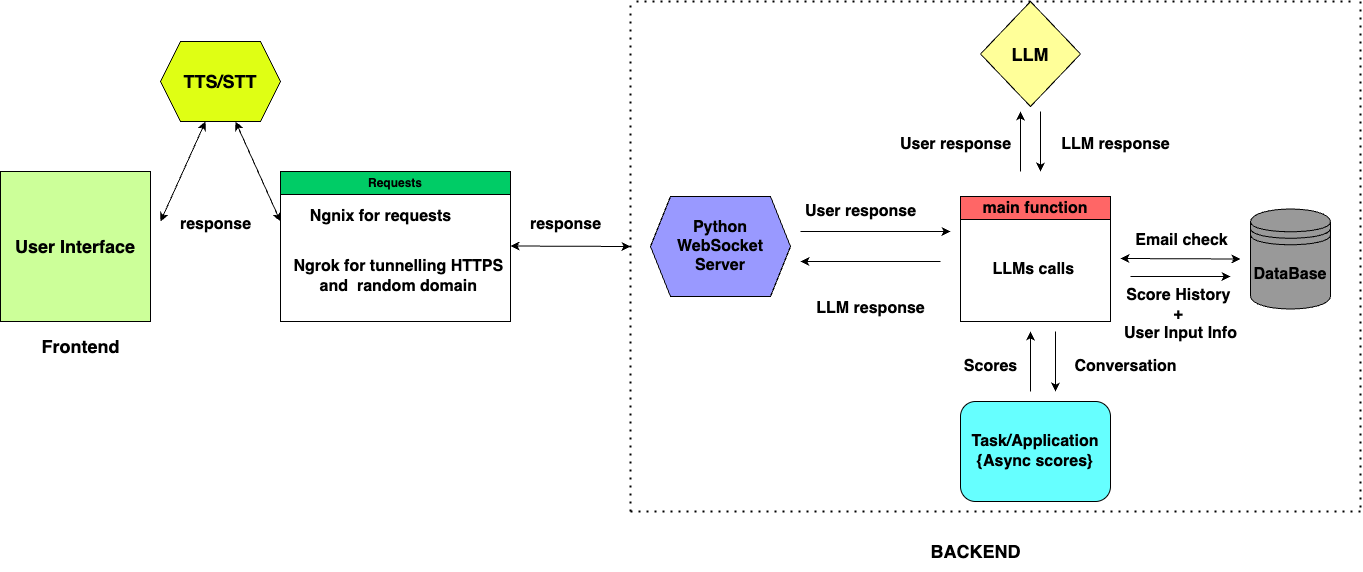 TTS/STT
User Interface
Frontend
response
Requests
Ngnix for requests
Ngrok for tunnelling HTTPS
and random domain
response
Python
WebSocket
Server
User response
LLM response
LLM
User response
LLM response
main function
LLMs calls
Email check
Score History
+
User Input Info
DataBase
Scores
Conversation
Task/Application
{Async scores}
BACKEND